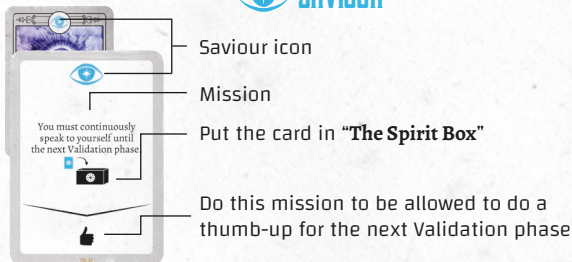 Saviour icon
Mission
You must continuously
speak to yourself until
the next Validation phase.
Put the card in “The Spirit Box”
Do this mission to be allowed to do a
thumb-up for the next Validation phase